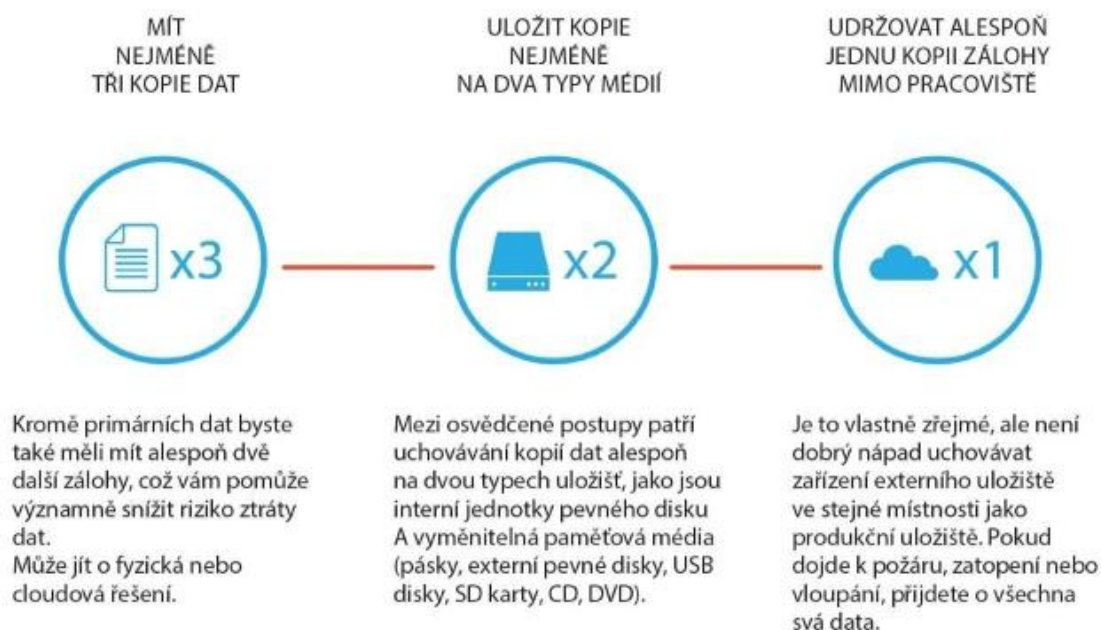 MÍT
NEJMÉNĚ
TŘI KOPIE DAT
x3
Kromě primárních dat byste
také měli mít alespoň dvě
další zálohy, což vám pomůže
významně snížit riziko ztráty
dat.
Může jít o fyzická nebo
cloudová řešení.
ULOŽIT KOPIE
NEJMÉNĚ
NA DVA TYPY MÉDIÍ
x2
Mezi osvědčené postupy patří
uchovávání kopií dat alespoň
na dvou typech uložišť, jako jsou
interní jednotky pevného disku
A vyměnitelná paměťová média
(pásky, externí pevné disky, USB
disky, SD karty, CD, DVD).
UDRŽOVAT ALESPOŇ
JEDNU KOPII ZÁLOHY
MIMO PRACOVIŠTĚ
x1
Je to vlastně zřejmé, ale není
dobrý nápad uchovávat
zařízení externího uložiště
ve stejné místnosti jako
produkční uložiště. Pokud
dojde k požáru, zatopení nebo
vloupání, přijdete o všechna
svá data.